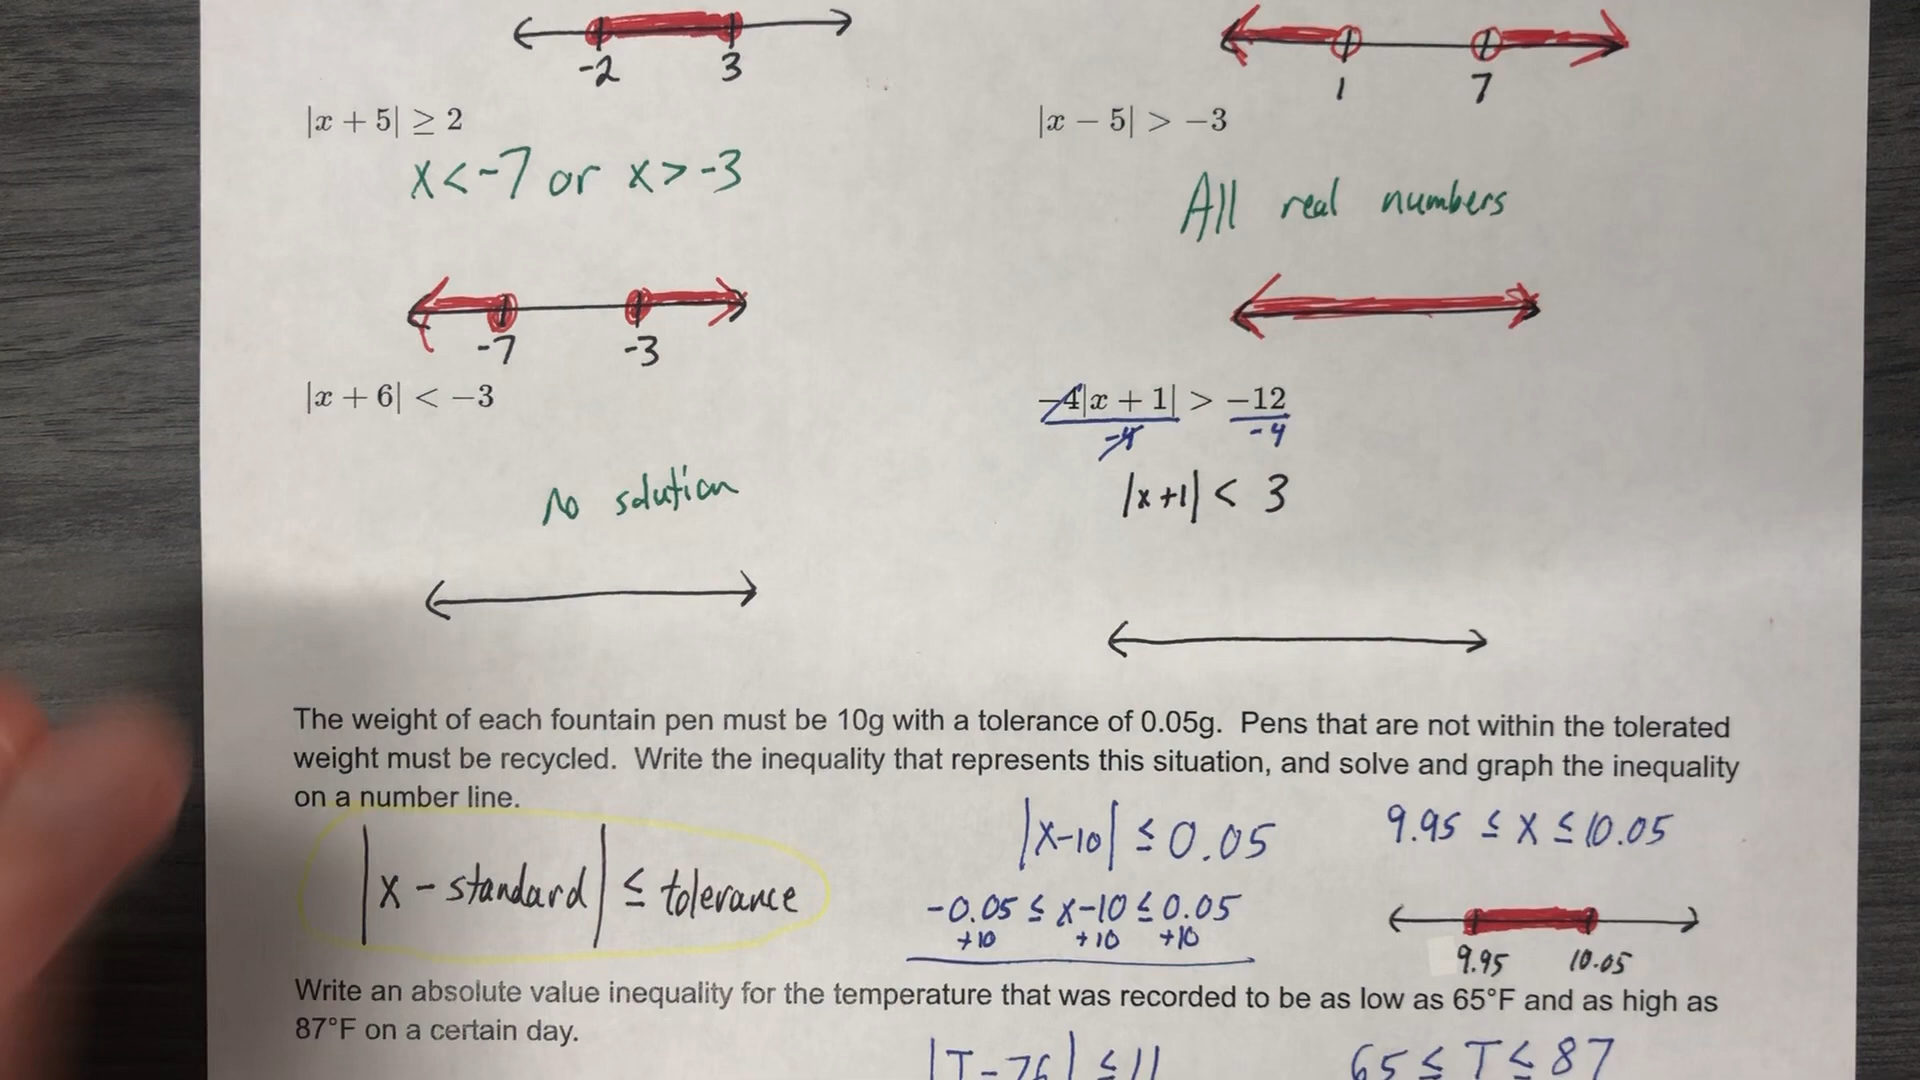 -2 3
1 7
|x + 5| ≥ 2
|x − 5| > −3
x < -7 or x > -3
All real numbers
-7 -3
|x + 6| < −3
−4|x + 1| > −12
-4 -4
|x+1| < 3
No solution
The weight of each fountain pen must be 10g with a tolerance of 0.05g. Pens that are not within the tolerated
weight must be recycled. Write the inequality that represents this situation, and solve and graph the inequality
on a number line.
|x - standard| ≤ tolerance
|x-10| ≤ 0.05
-0.05 ≤ x-10 ≤ 0.05
+10 +10 +10
9.95 ≤ x ≤ 10.05
9.95 10.05
Write an absolute value inequality for the temperature that was recorded to be as low as 65°F and as high as
87°F on a certain day.
|T-76| ≤ 11
65 ≤ T ≤ 87